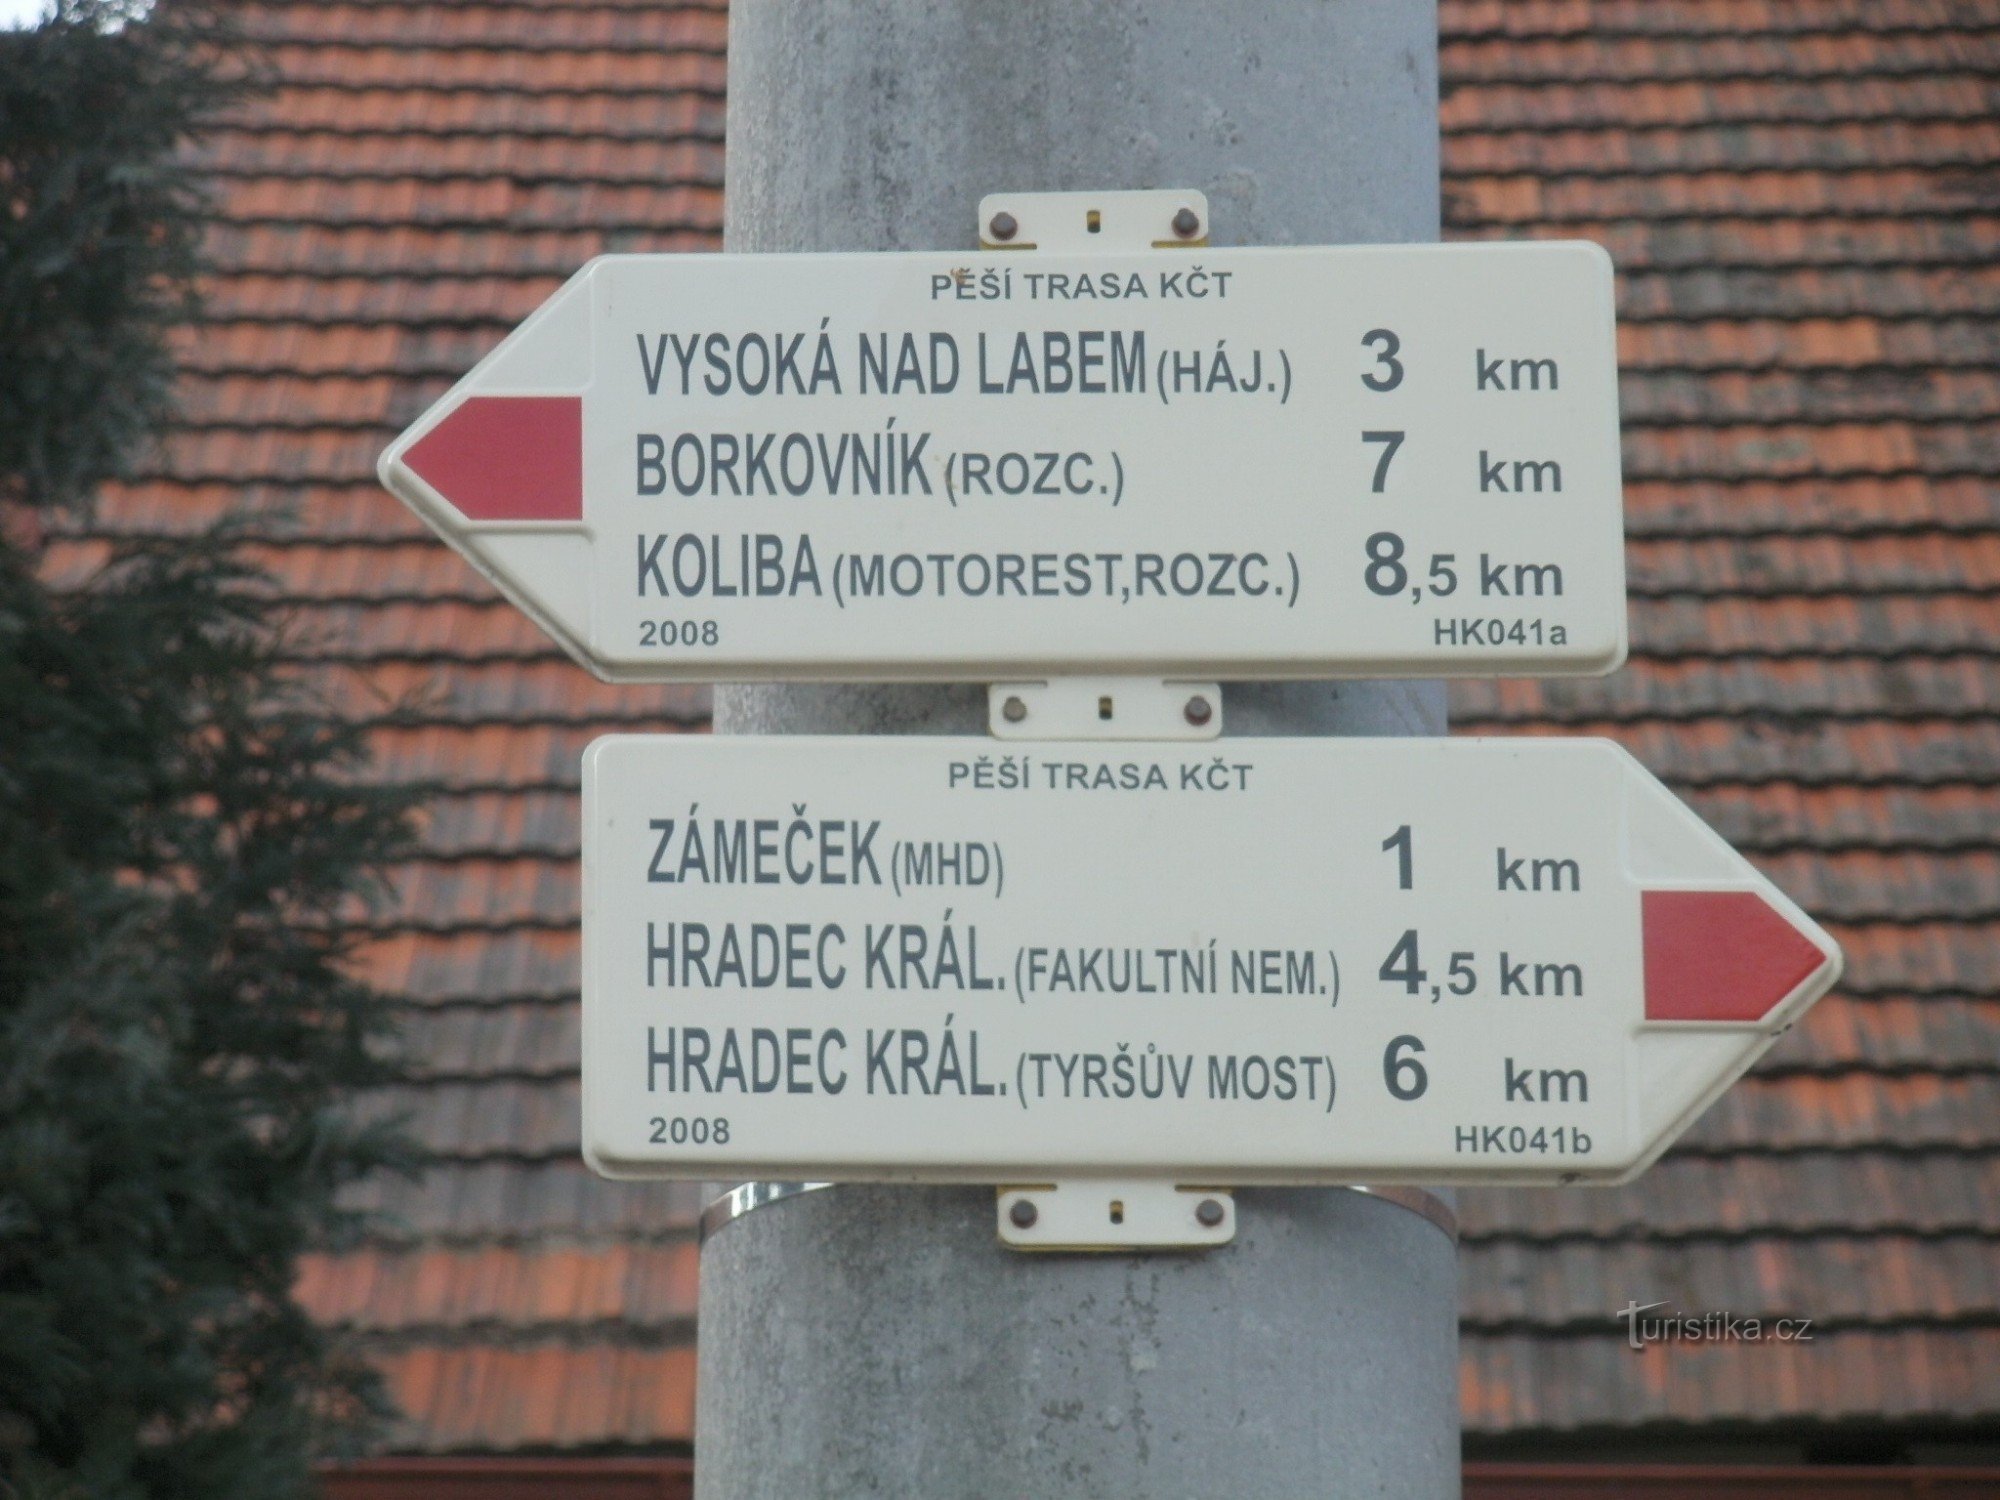 PĚŠÍ TRASA KČT
VYSOKÁ NAD LABEM (HÁJ.) 3 km
BORKOVNÍK (ROZC.) 7 km
KOLIBA (MOTOREST,ROZC.) 8,5 km
2008 HK041a
PĚŠÍ TRASA KČT
ZÁMEČEK (MHD) 1 km
HRADEC KRÁL. (FAKULTNÍ NEM.) 4,5 km
HRADEC KRÁL. (TYRŠŮV MOST) 6 km
2008 HK041b
Turistika.cz